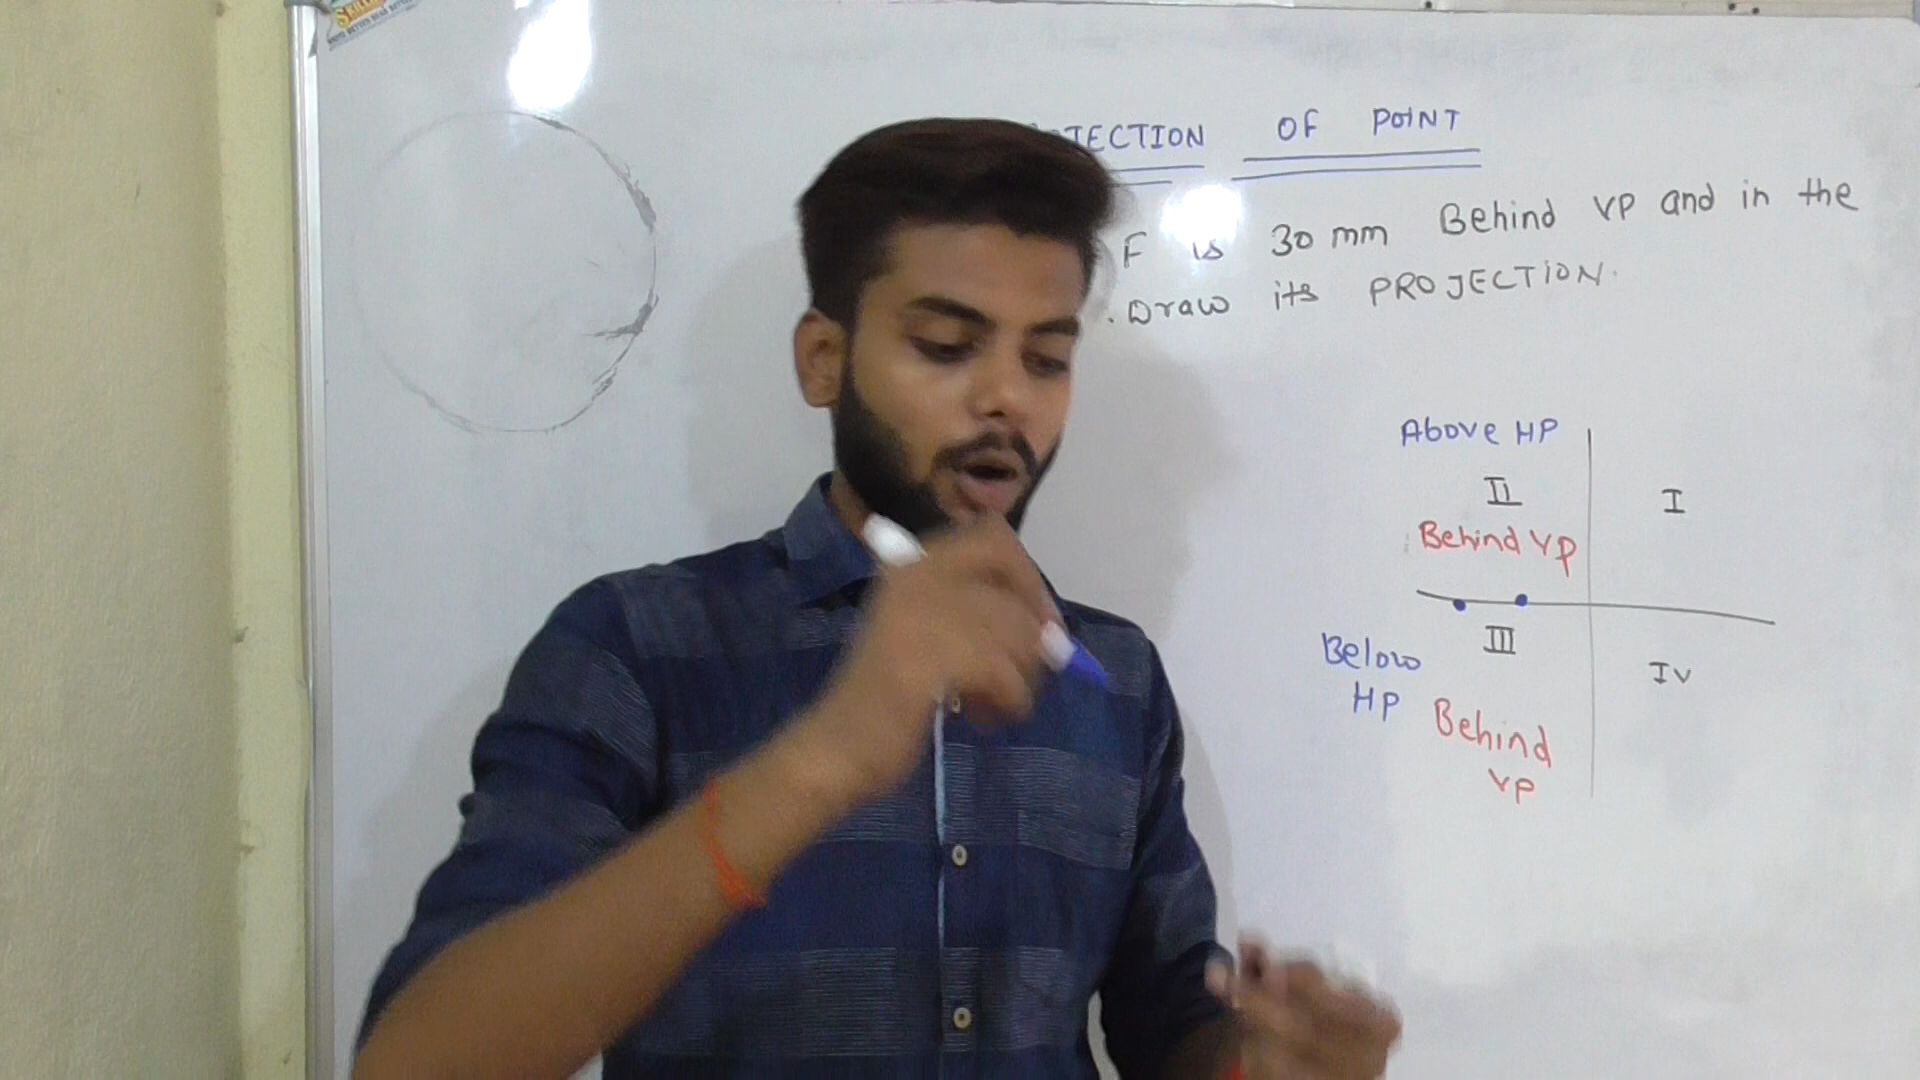 OF POINT
F is 30 mm Behind VP and in the
. Draw its PROJECTION.
Above HP
II
I
Behind VP
III
IV
Below
HP
Behind
VP